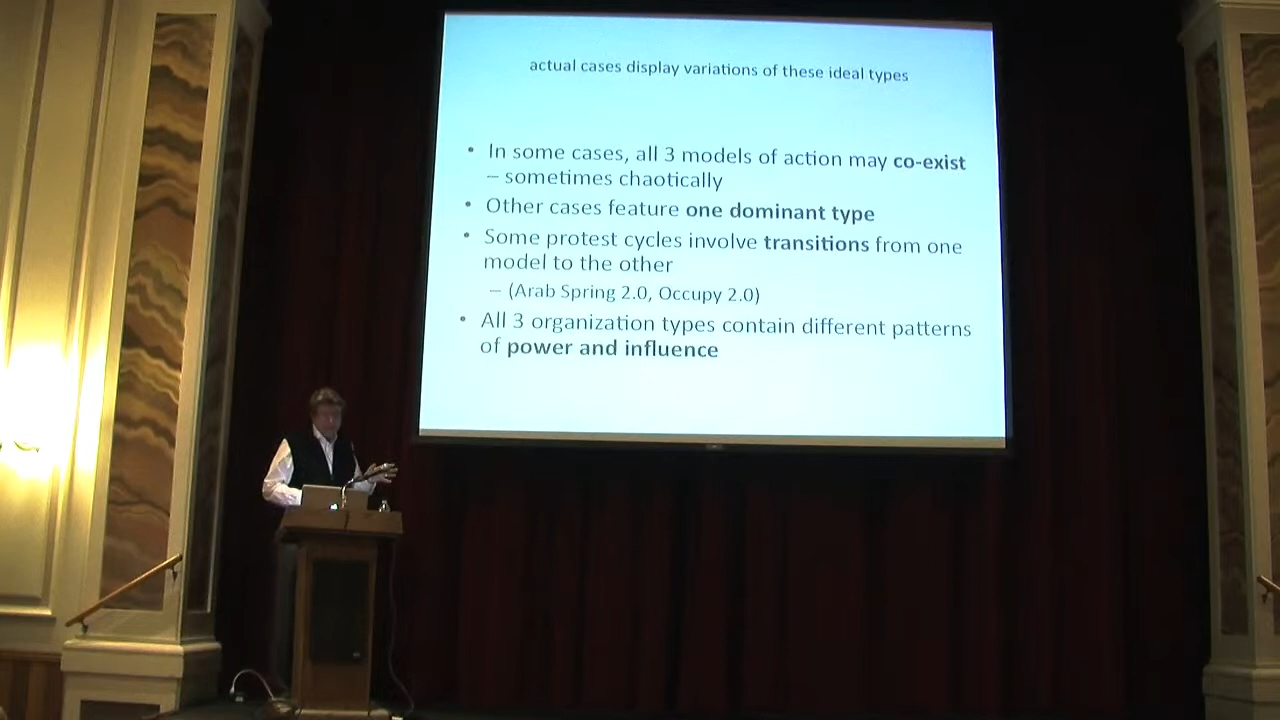 actual cases display variations of these ideal types
• In some cases, all 3 models of action may co-exist
– sometimes chaotically
• Other cases feature one dominant type
• Some protest cycles involve transitions from one
model to the other
– (Arab Spring 2.0, Occupy 2.0)
• All 3 organization types contain different patterns
of power and influence